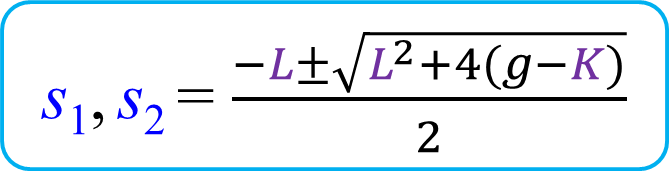 s₁, s₂ = (−L±√(L²+4(g−K)))/2